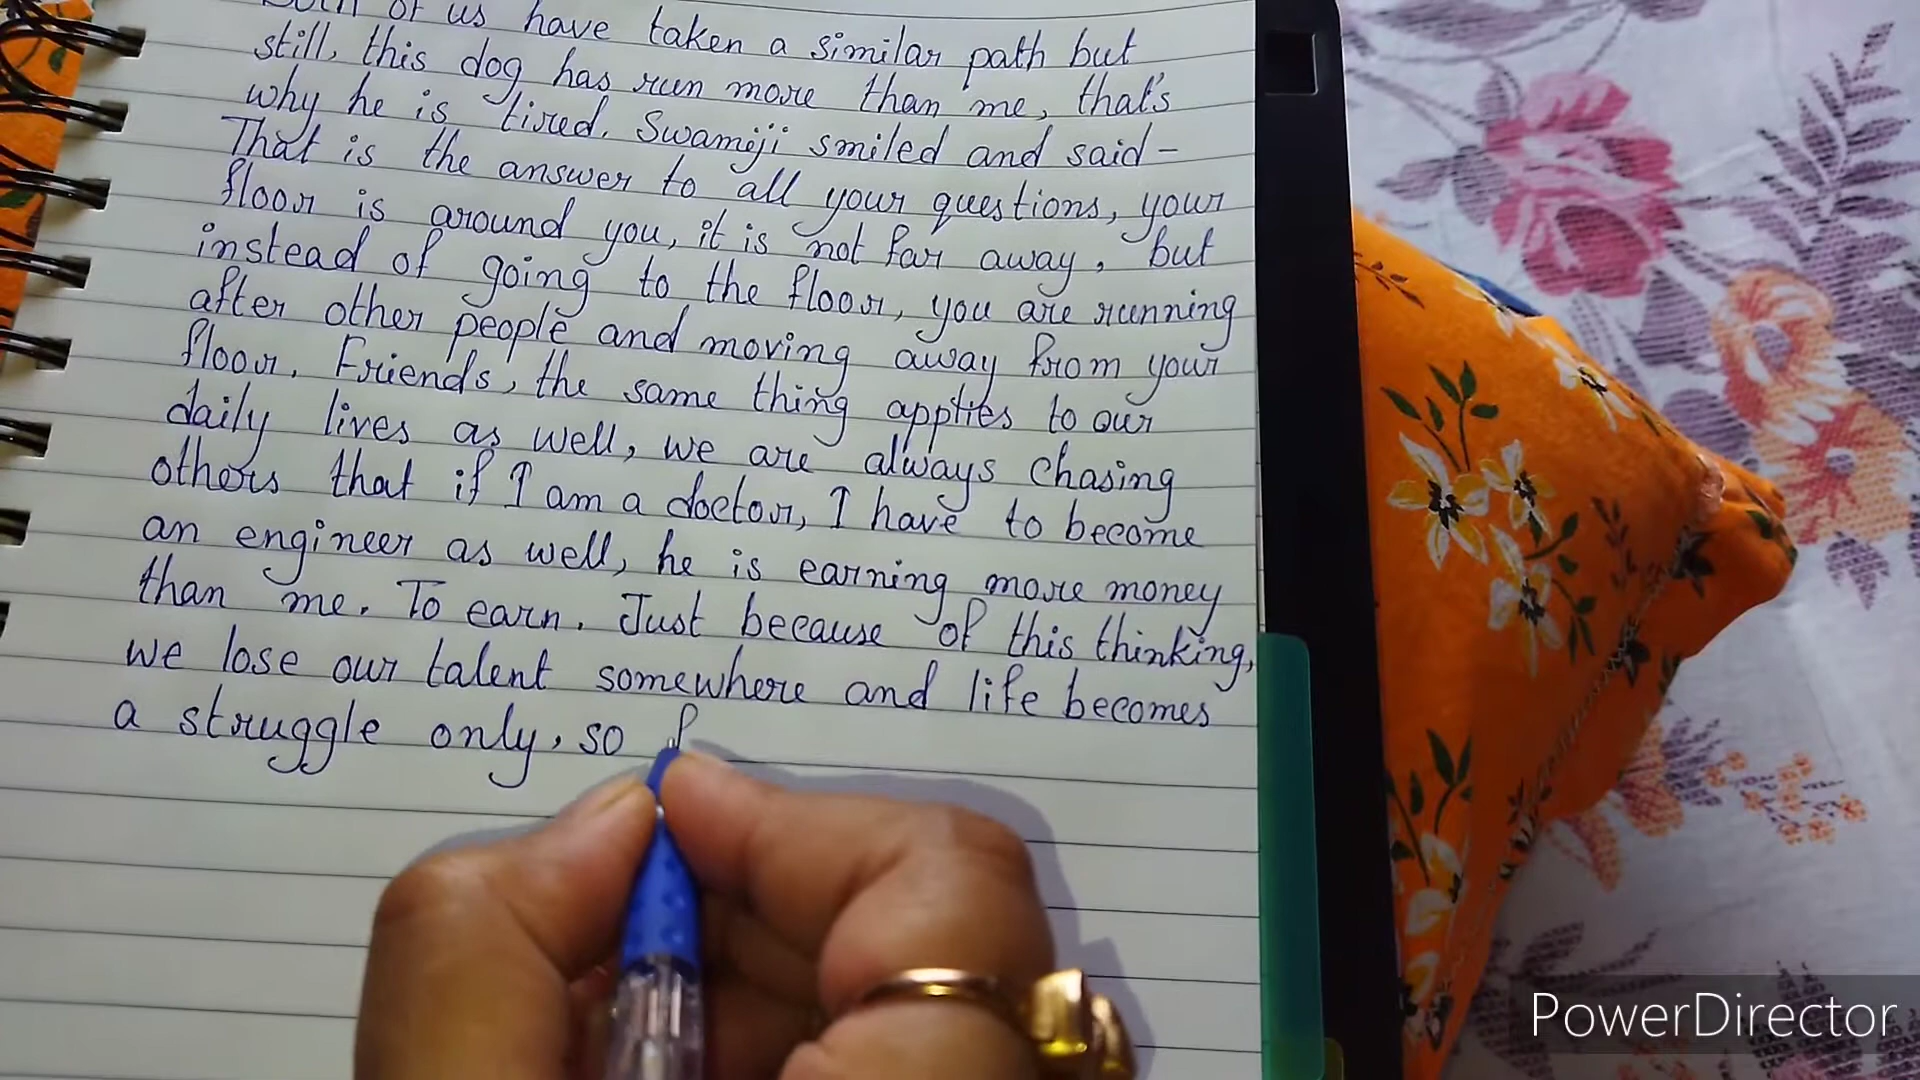 Both of us have taken a similar path but
still, this dog has run more than me, that's
why he is tired. Swamiji smiled and said-
That is the answer to all your questions, your
floor is around you, it is not far away, but
instead of going to the floor, you are running
after other people and moving away from your
floor. Friends, the same thing applies to our
daily lives as well, we are always chasing
others that if I am a doctor, I have to become
an engineer as well, he is earning more money
than me. To earn. Just because of this thinking,
we lose our talent somewhere and life becomes
a struggle only, so f
PowerDirector